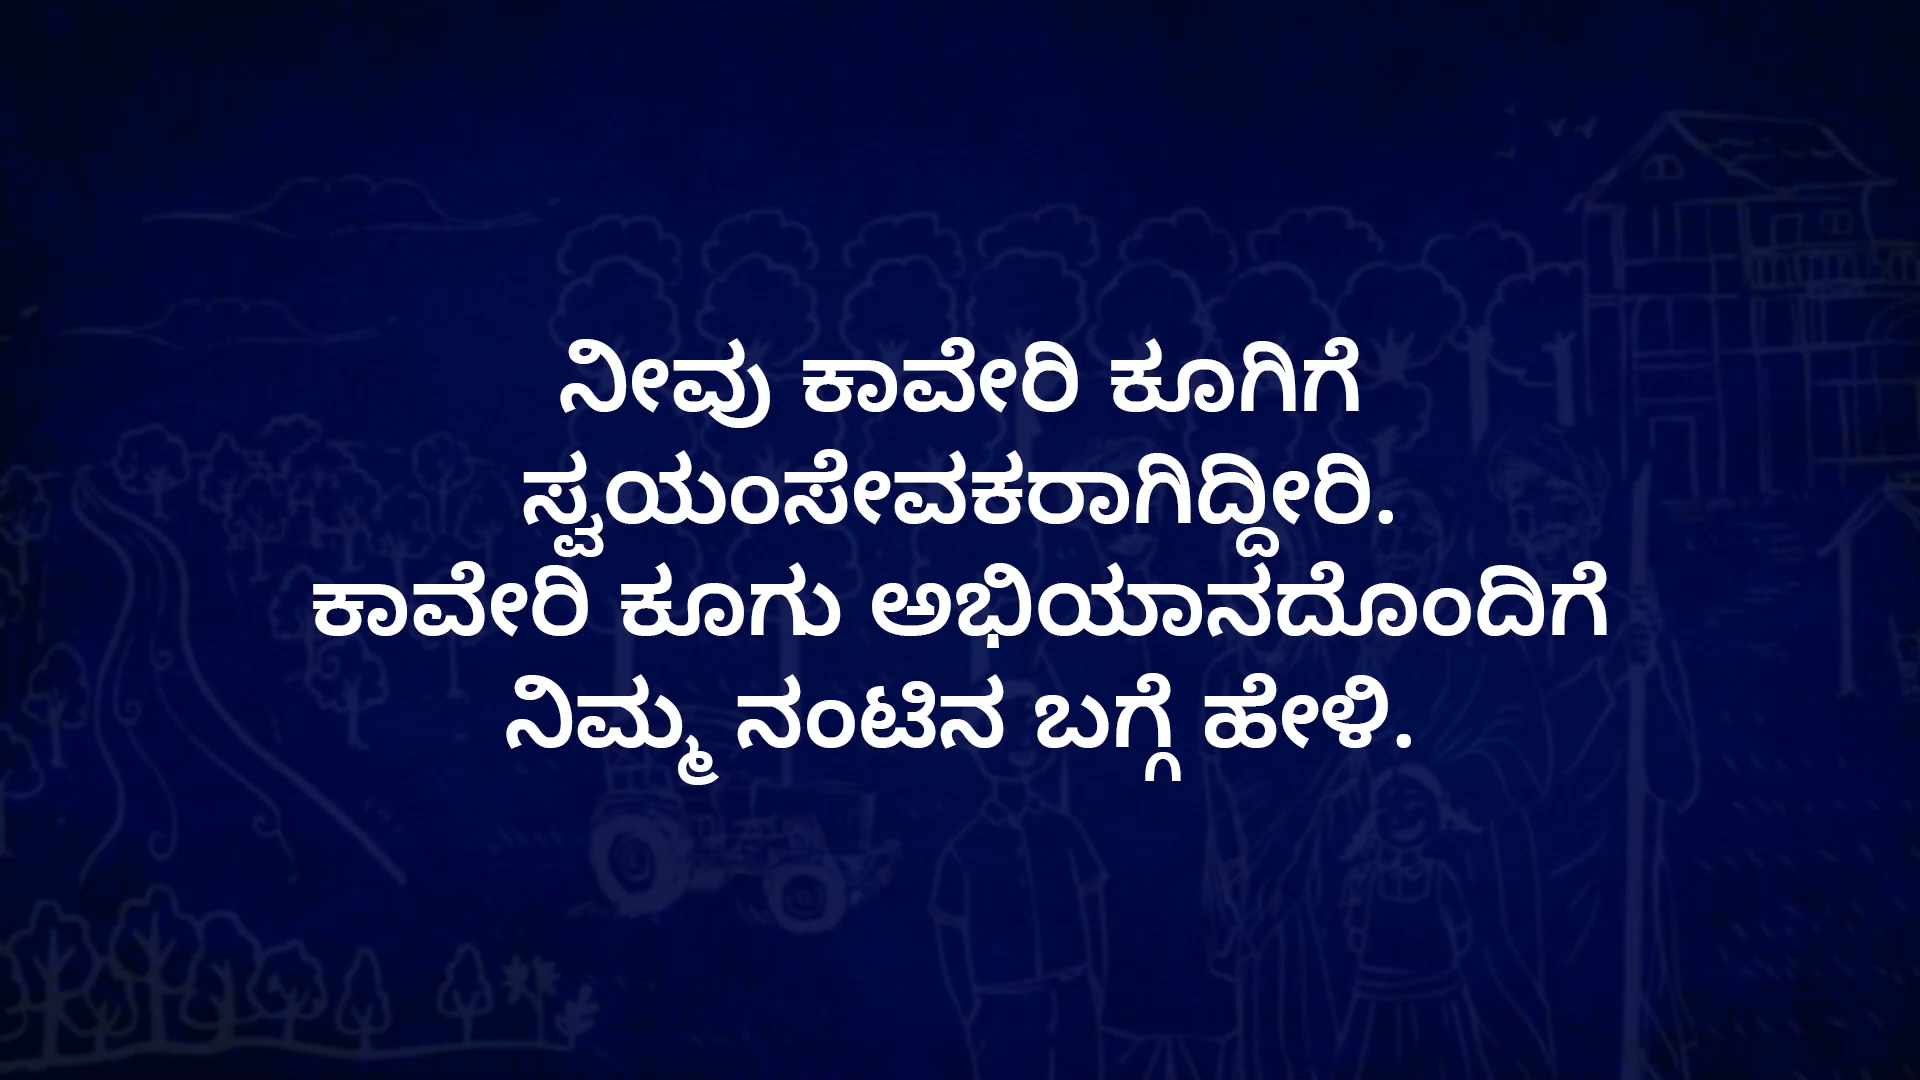 ನೀವು ಕಾವೇರಿ ಕೂಗಿಗೆ
ಸ್ವಯಂಸೇವಕರಾಗಿದ್ದೀರಿ.
ಕಾವೇರಿ ಕೂಗು ಅಭಿಯಾನದೊಂದಿಗೆ
ನಿಮ್ಮ ನಂಟಿನ ಬಗ್ಗೆ ಹೇಳಿ.